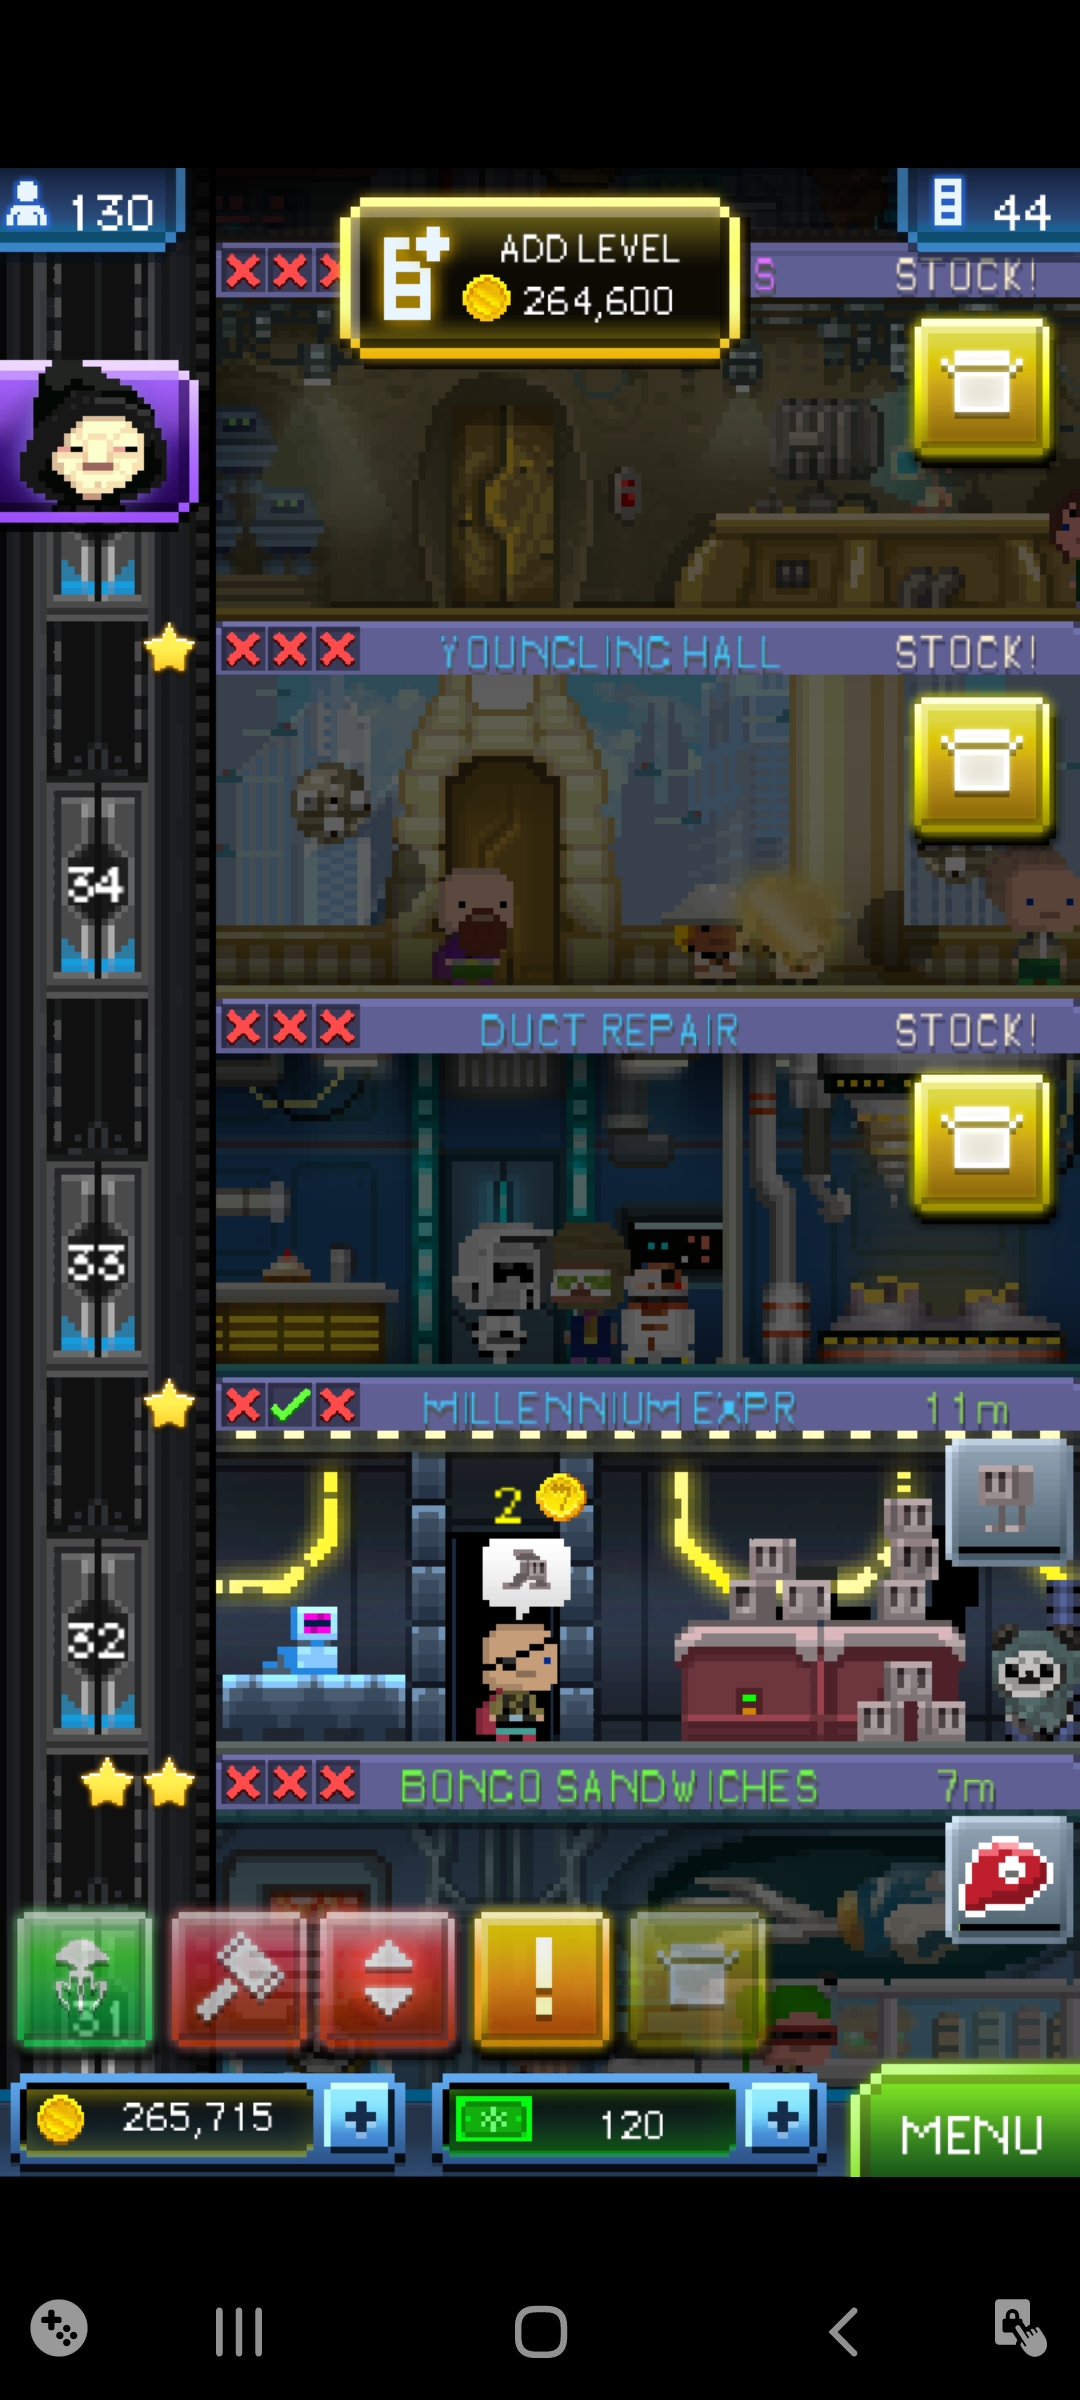 130
44
ADD LEVEL
264,600
S
STOCK!
YOUNGLING HALL
STOCK!
34
DUCT REPAIR
STOCK!
33
MILLENNIUM EXPR
11m
2
32
BONGO SANDWICHES
7m
31
!
265,715
+
120
+
MENU